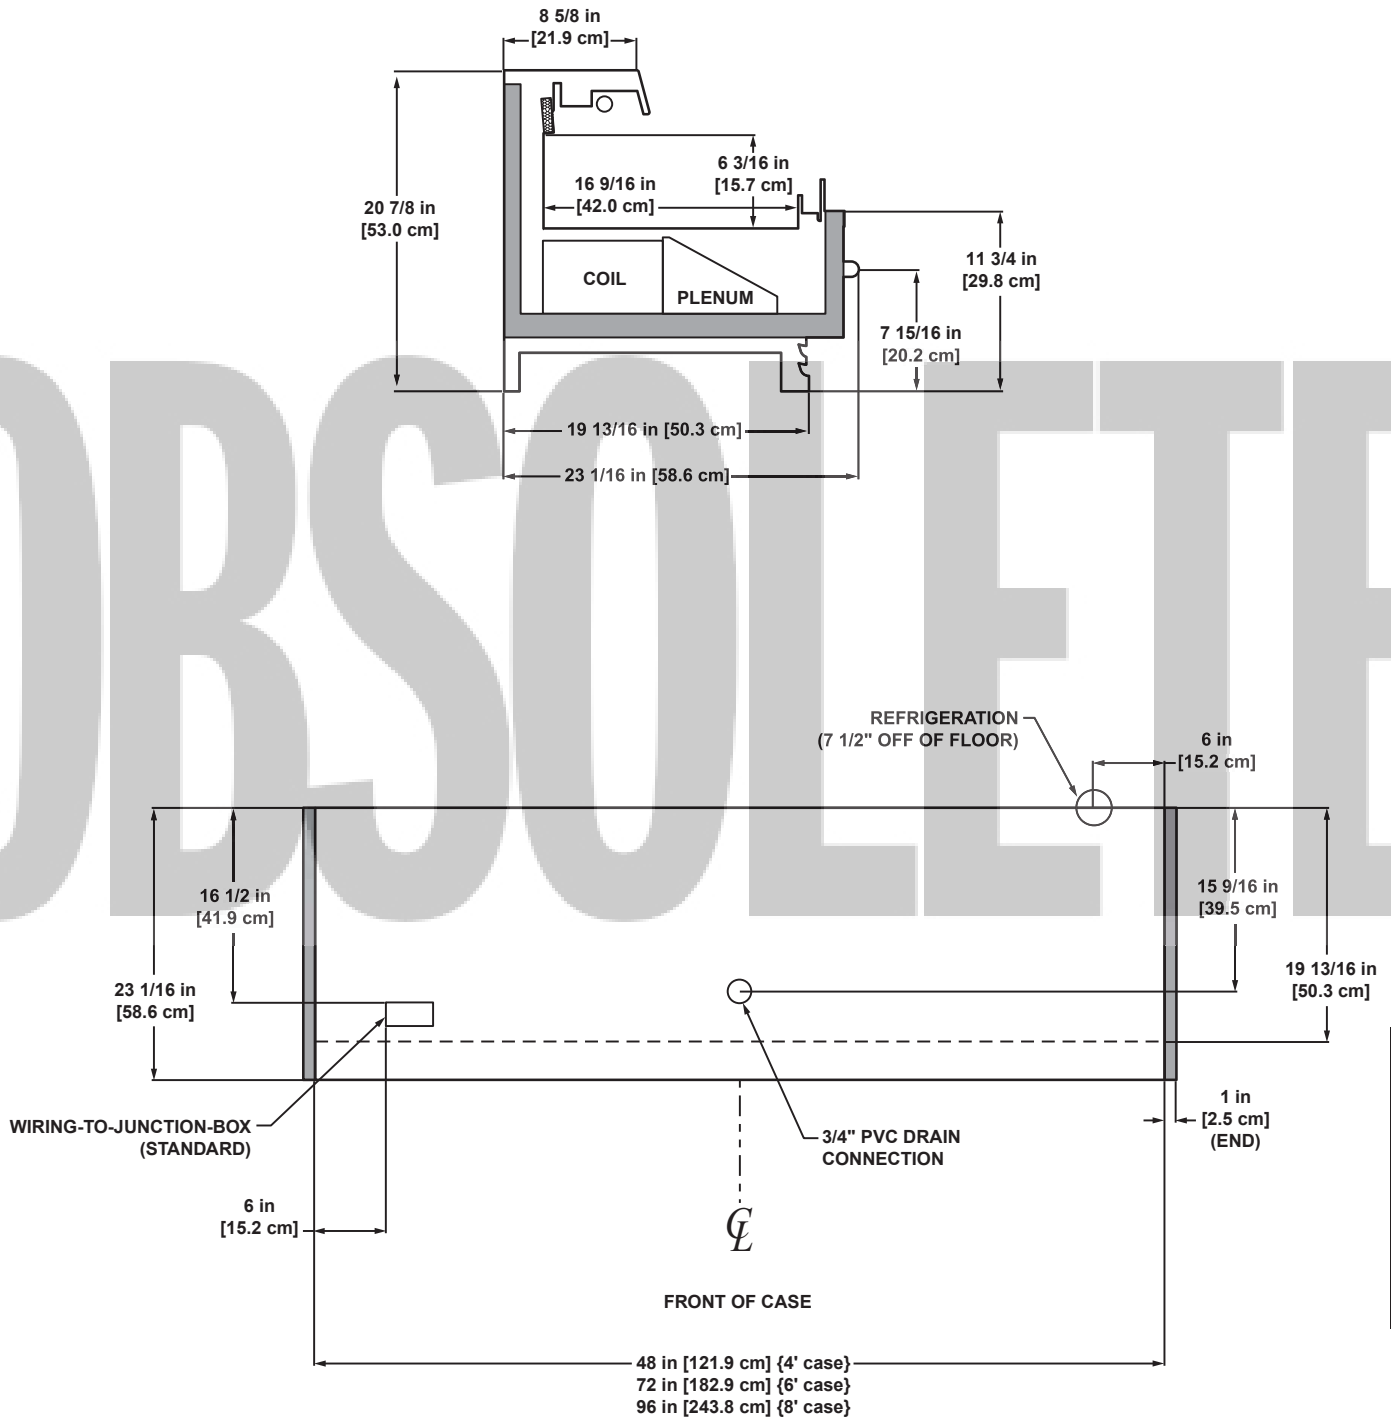 8 5/8 in
[21.9 cm]
6 3/16 in
[15.7 cm]
16 9/16 in
[42.0 cm]
20 7/8 in
[53.0 cm]
11 3/4 in
[29.8 cm]
COIL
PLENUM
7 15/16 in
[20.2 cm]
19 13/16 in [50.3 cm]
23 1/16 in [58.6 cm]
OBSOLETE
REFRIGERATION
(7 1/2" OFF OF FLOOR)
6 in
[15.2 cm]
16 1/2 in
[41.9 cm]
15 9/16 in
[39.5 cm]
23 1/16 in
[58.6 cm]
19 13/16 in
[50.3 cm]
WIRING-TO-JUNCTION-BOX
(STANDARD)
3/4" PVC DRAIN
CONNECTION
1 in
[2.5 cm]
(END)
6 in
[15.2 cm]
℄
FRONT OF CASE
48 in [121.9 cm] {4' case}
72 in [182.9 cm] {6' case}
96 in [243.8 cm] {8' case}